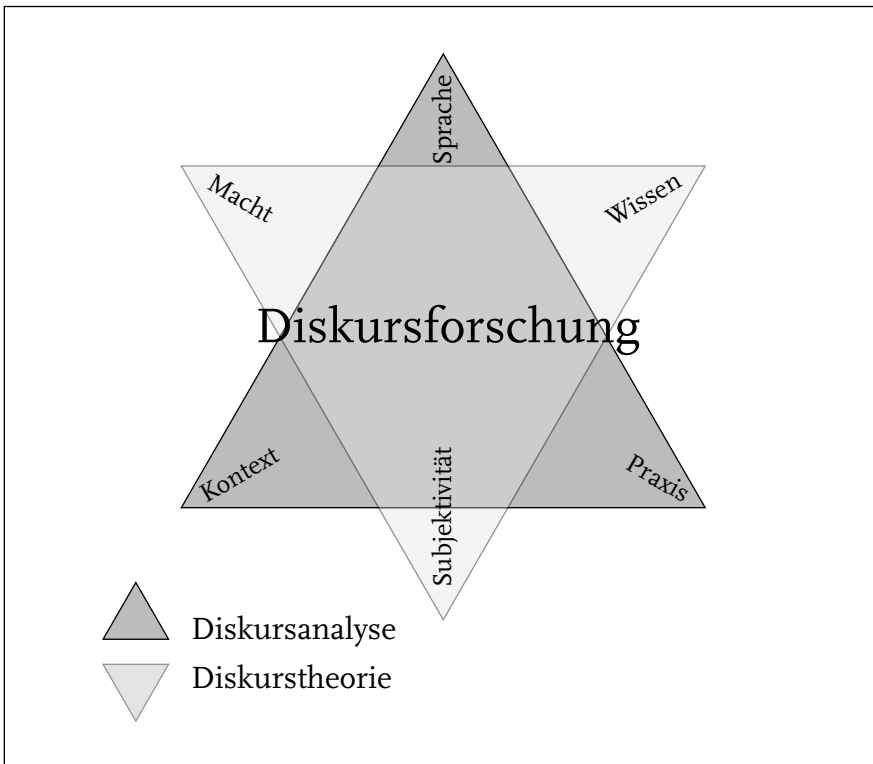 Sprache
Macht
Wissen
Diskursforschung
Kontext
Subjektivität
Praxis
Diskursanalyse
Diskurstheorie